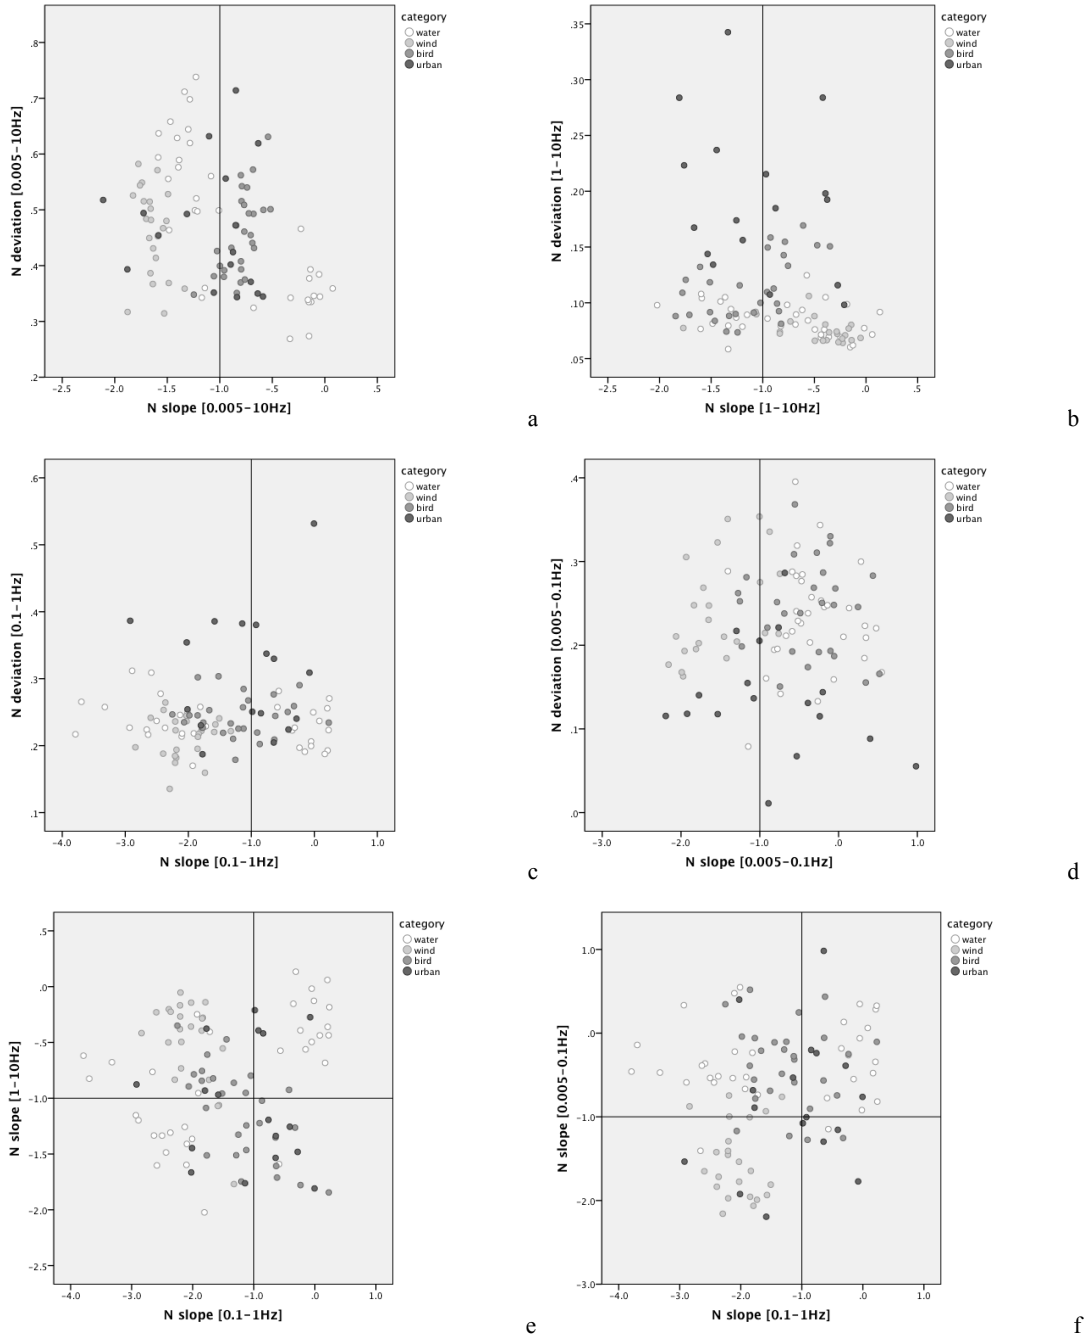 category
water
wind
bird
urban
.8
.7
.6
.5
.4
.3
.2
N deviation [0.005–10Hz]
-2.5 -2.0 -1.5 -1.0 -.5 .0 .5
N slope [0.005–10Hz]
a
category
water
wind
bird
urban
.35
.30
.25
.20
.15
.10
.05
N deviation [1–10Hz]
-2.5 -2.0 -1.5 -1.0 -.5 .0 .5
N slope [1–10Hz]
b
category
water
wind
bird
urban
.6
.5
.4
.3
.2
.1
N deviation [0.1–1Hz]
-4.0 -3.0 -2.0 -1.0 .0 1.0
N slope [0.1–1Hz]
c
category
water
wind
bird
urban
.4
.3
.2
.1
.0
N deviation [0.005–0.1Hz]
-3.0 -2.0 -1.0 .0 1.0
N slope [0.005–0.1Hz]
d
category
water
wind
bird
urban
.5
.0
-.5
-1.0
-1.5
-2.0
-2.5
N slope [1–10Hz]
-4.0 -3.0 -2.0 -1.0 .0 1.0
N slope [0.1–1Hz]
e
category
water
wind
bird
urban
1.0
.0
-1.0
-2.0
-3.0
N slope [0.005–0.1Hz]
-4.0 -3.0 -2.0 -1.0 .0 1.0
N slope [0.1–1Hz]
f